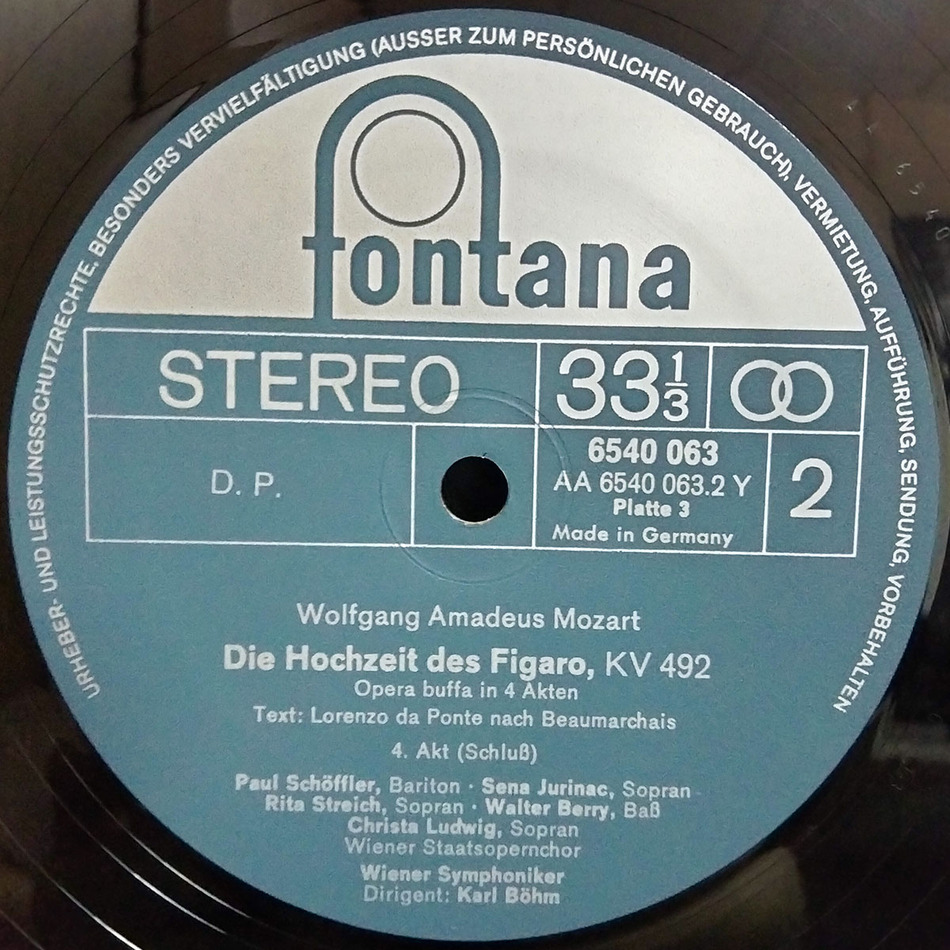 URHEBER- UND LEISTUNGSSCHUTZRECHTE, BESONDERS VERVIELFÄLTIGUNG (AUSSER ZUM PERSÖNLICHEN GEBRAUCH), VERMIETUNG, AUFFÜHRUNG, SENDUNG, VORBEHALTEN
fontana
STEREO 33 1/3
D. P.
6540 063
AA 6540 063.2 Y
Platte 3
Made in Germany
2
Wolfgang Amadeus Mozart
Die Hochzeit des Figaro, KV 492
Opera buffa in 4 Akten
Text: Lorenzo da Ponte nach Beaumarchais
4. Akt (Schluß)
Paul Schöffler, Bariton · Sena Jurinac, Sopran
Rita Streich, Sopran · Walter Berry, Baß
Christa Ludwig, Sopran
Wiener Staatsopernchor
Wiener Symphoniker
Dirigent: Karl Böhm